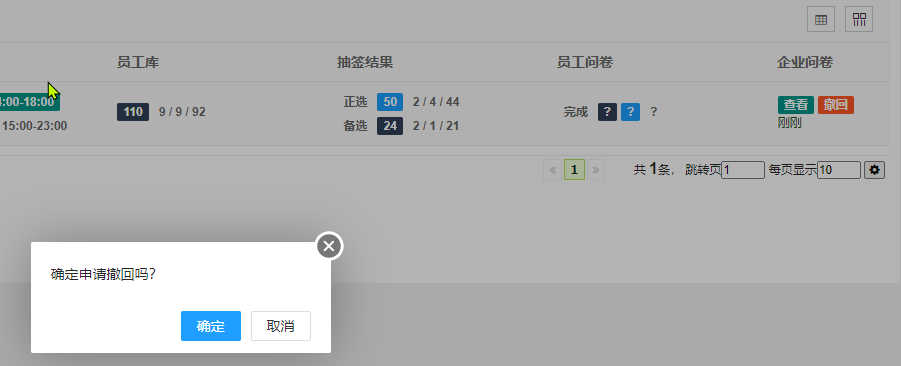 员工库 抽签结果 员工问卷 企业问卷
:00-18:00 正选 50 2 / 4 / 44 查看 撤回
110 9 / 9 / 92 完成 ? ? ?
15:00-23:00 备选 24 2 / 1 / 21 刚刚
« 1 » 共 1条， 跳转页 1 每页显示 10
确定申请撤回吗?
确定 取消